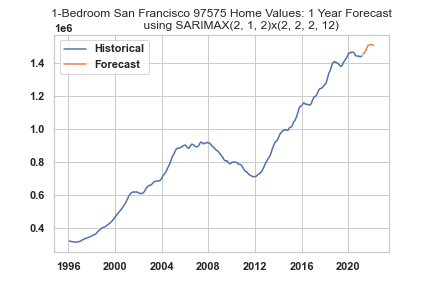 1-Bedroom San Francisco 97575 Home Values: 1 Year Forecast
using SARIMAX(2, 1, 2)x(2, 2, 2, 12)
1e6
Historical
Forecast
1.4
1.2
1.0
0.8
0.6
0.4
1996 2000 2004 2008 2012 2016 2020